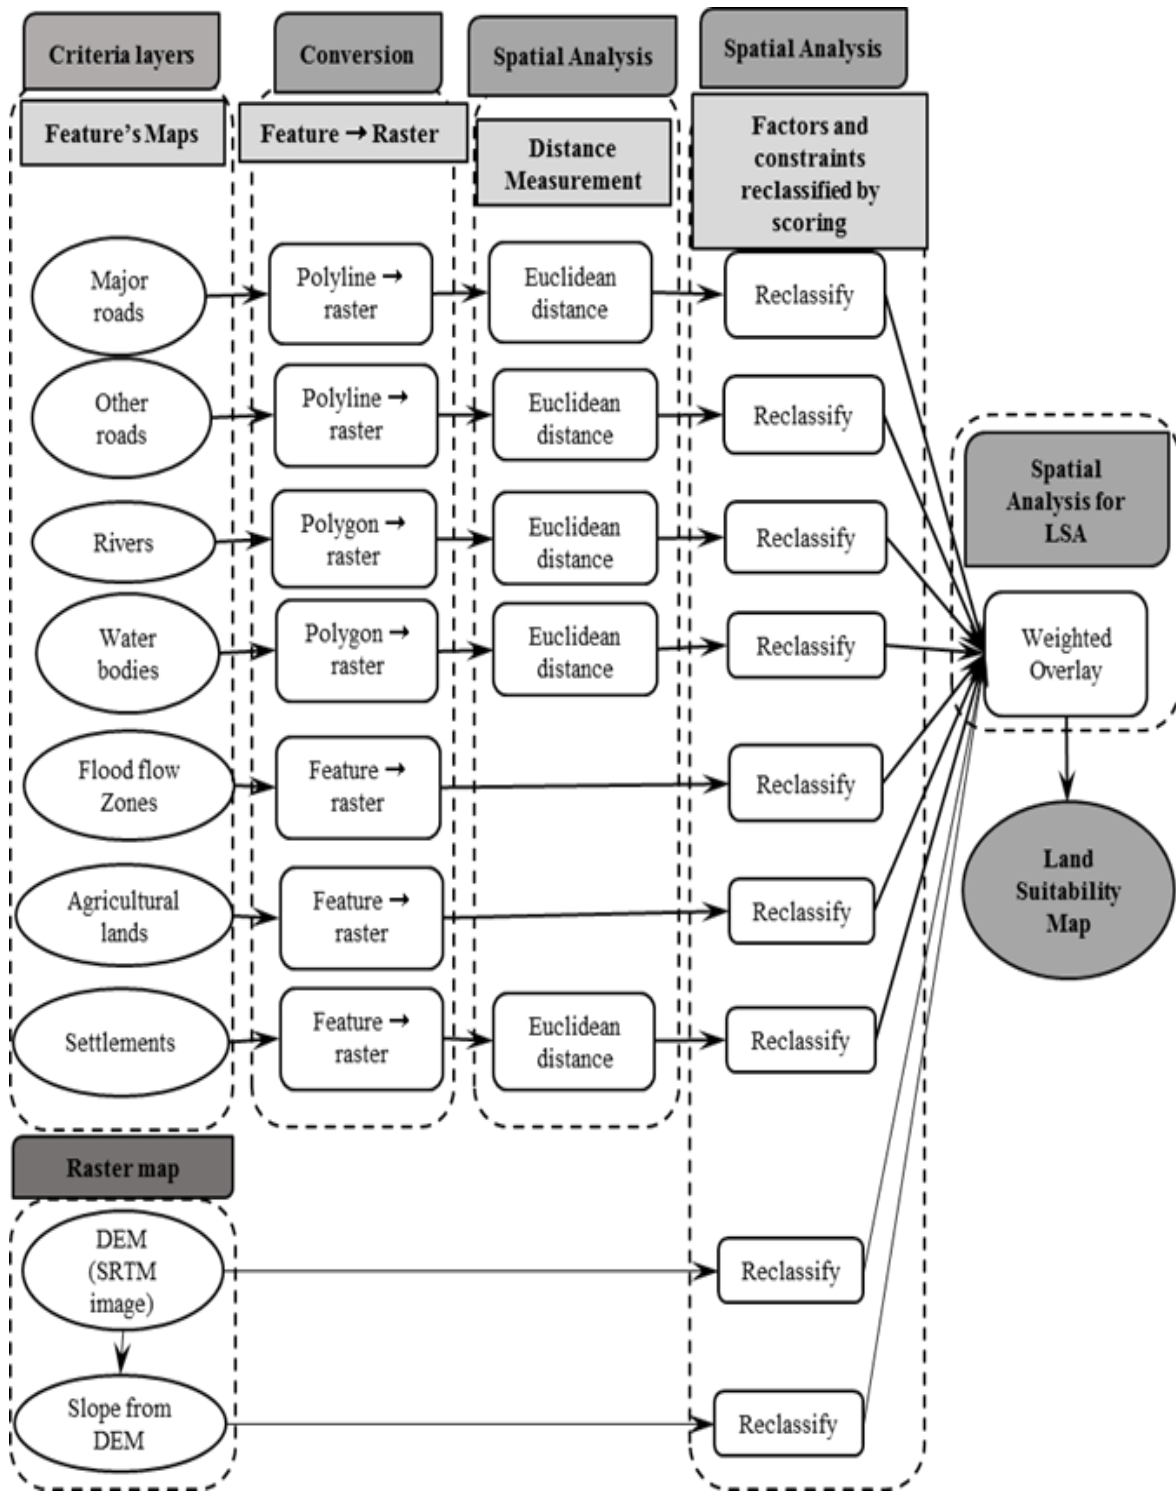 Criteria layers
Conversion
Spatial Analysis
Spatial Analysis
Feature's Maps
Feature → Raster
Distance
Measurement
Factors and
constraints
reclassified by
scoring
Major
roads
Polyline →
raster
Euclidean
distance
Reclassify
Other
roads
Polyline →
raster
Euclidean
distance
Reclassify
Spatial
Analysis for
LSA
Rivers
Polygon →
raster
Euclidean
distance
Reclassify
Water
bodies
Polygon →
raster
Euclidean
distance
Reclassify
Weighted
Overlay
Flood flow
Zones
Feature →
raster
Reclassify
Agricultural
lands
Feature →
raster
Reclassify
Land
Suitability
Map
Settlements
Feature →
raster
Euclidean
distance
Reclassify
Raster map
DEM
(SRTM
image)
Reclassify
Slope from
DEM
Reclassify